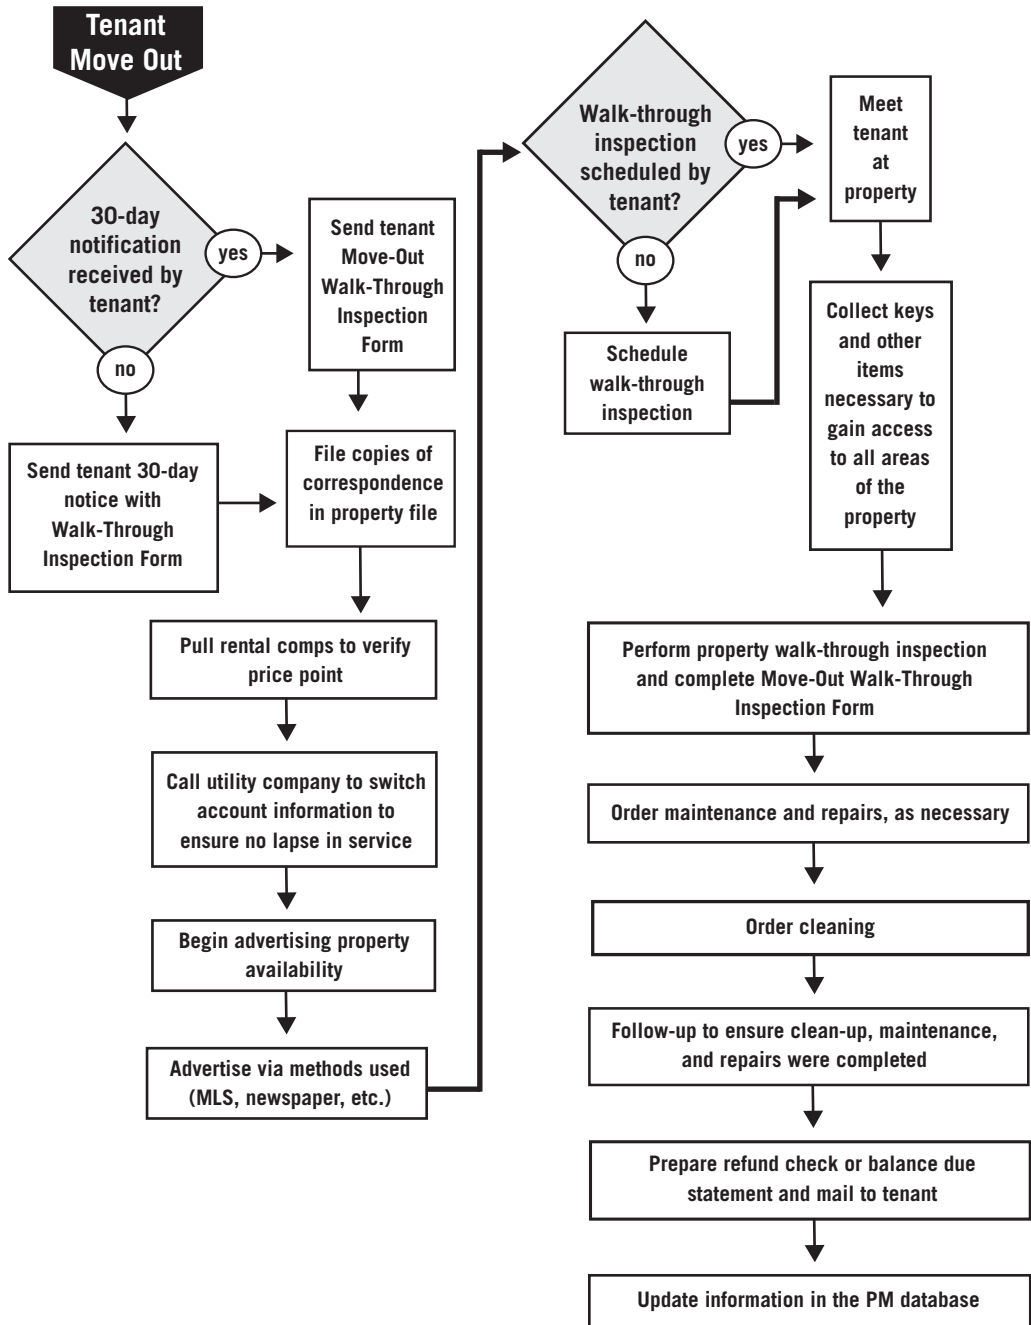 Tenant
Move Out
30-day
notification
received by
tenant?
yes
no
Send tenant
Move-Out
Walk-Through
Inspection
Form
Send tenant 30-day
notice with
Walk-Through
Inspection Form
File copies of
correspondence
in property file
Pull rental comps to verify
price point
Call utility company to switch
account information to
ensure no lapse in service
Begin advertising property
availability
Advertise via methods used
(MLS, newspaper, etc.)
Walk-through
inspection
scheduled by
tenant?
yes
no
Schedule
walk-through
inspection
Meet
tenant
at
property
Collect keys
and other
items
necessary to
gain access
to all areas
of the
property
Perform property walk-through inspection
and complete Move-Out Walk-Through
Inspection Form
Order maintenance and repairs, as necessary
Order cleaning
Follow-up to ensure clean-up, maintenance,
and repairs were completed
Prepare refund check or balance due
statement and mail to tenant
Update information in the PM database